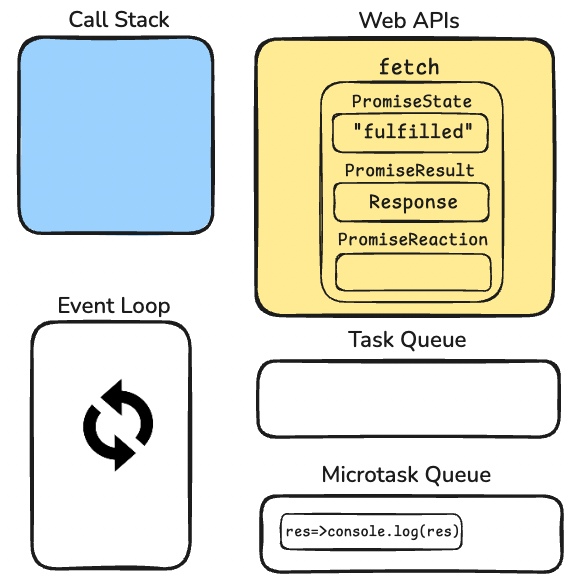 Call Stack
Web APIs
fetch
PromiseState
"fulfilled"
PromiseResult
Response
PromiseReaction
Event Loop
Task Queue
Microtask Queue
res=>console.log(res)